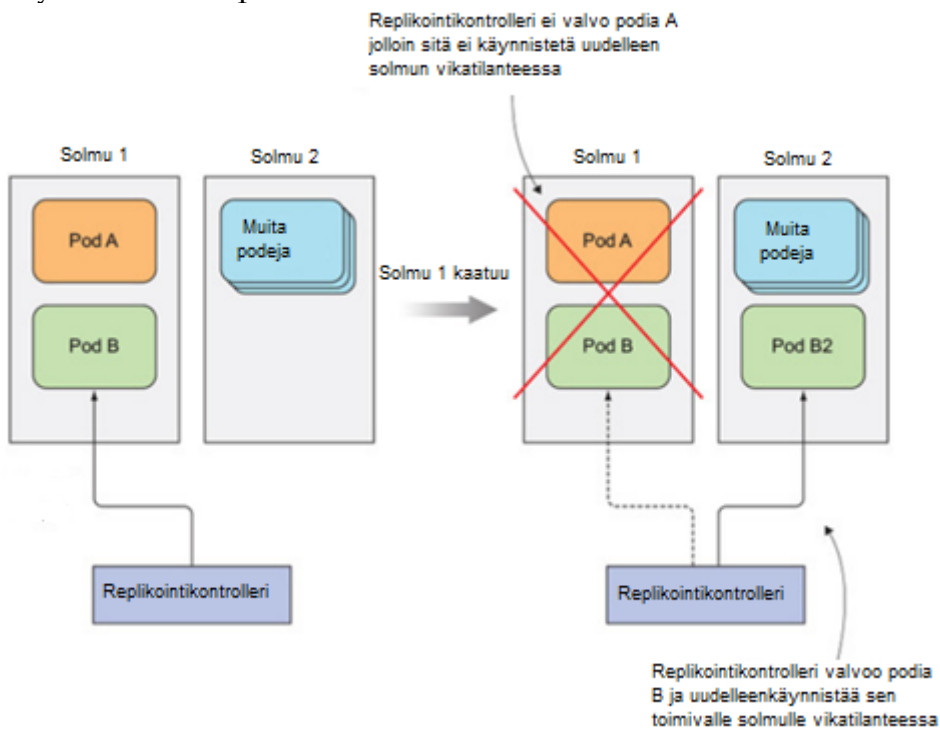 Replikointikontrolleri ei valvo podia A
jolloin sitä ei käynnistetä uudelleen
solmun vikatilanteessa
Solmu 1
Solmu 2
Solmu 1
Solmu 2
Pod A
Muita
podeja
Pod B
Solmu 1 kaatuu
Pod A
Muita
podeja
Pod B
Pod B2
Replikointikontrolleri
Replikointikontrolleri
Replikointikontrolleri valvoo podia
B ja uudelleenkäynnistää sen
toimivalle solmulle vikatilanteessa